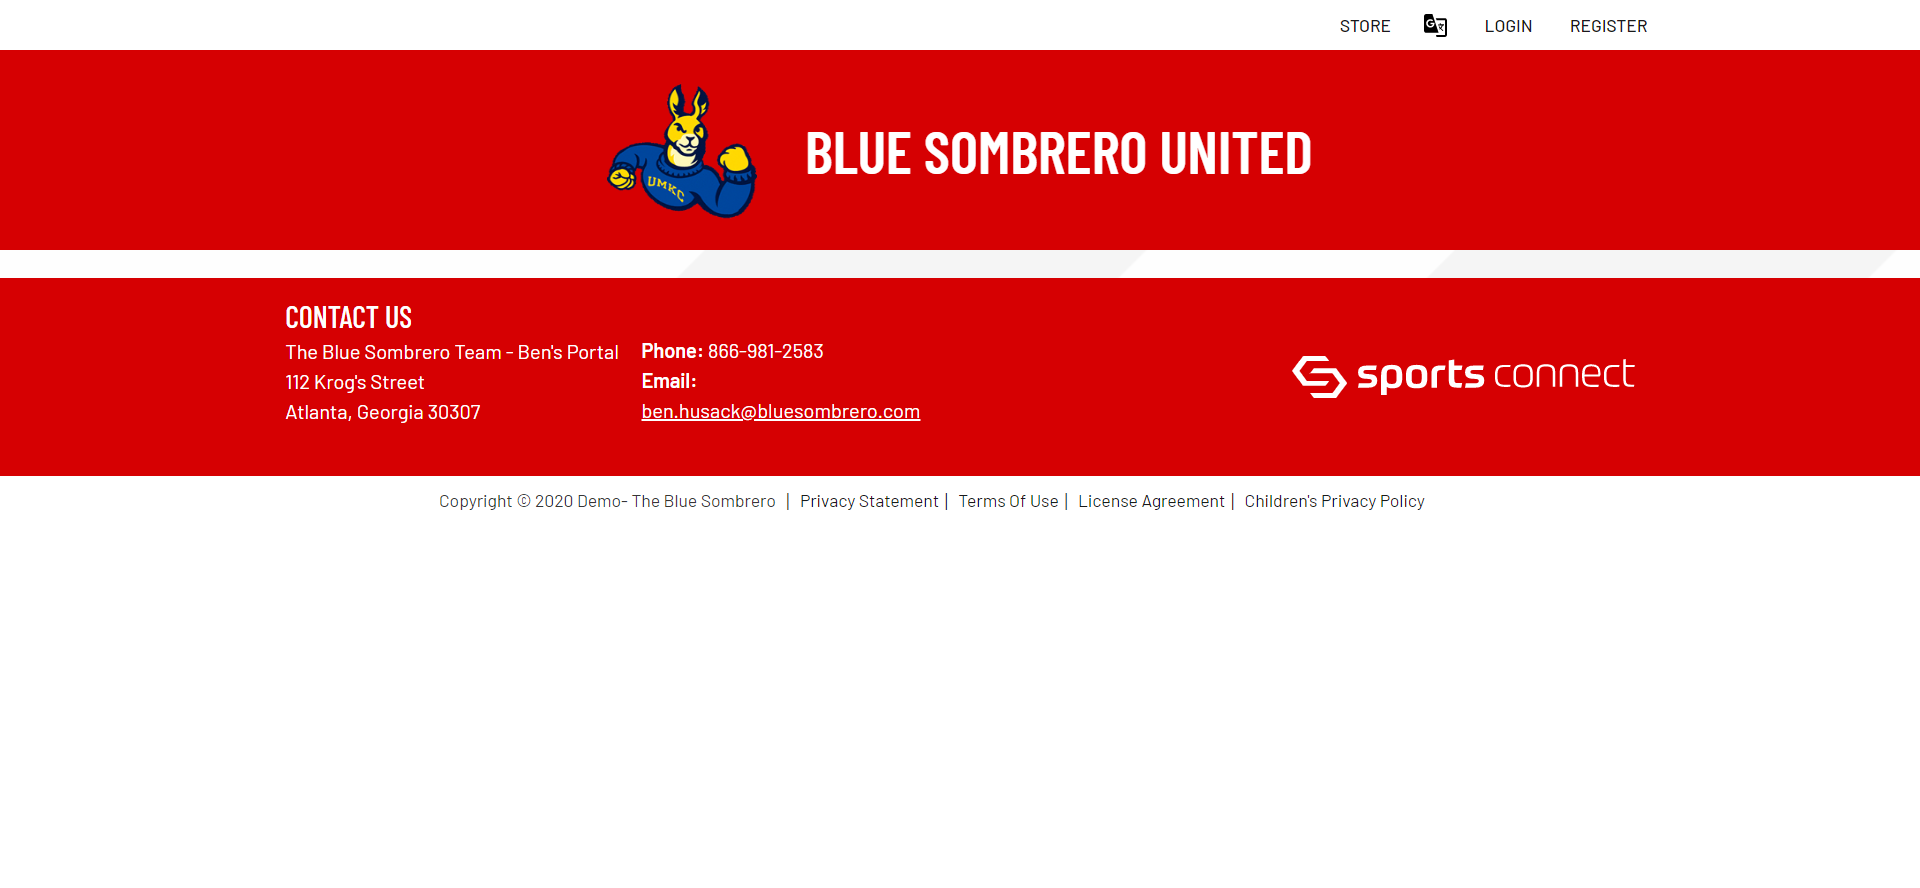 STORE
G
LOGIN
REGISTER
UMKC
BLUE SOMBRERO UNITED
CONTACT US
The Blue Sombrero Team - Ben's Portal
112 Krog's Street
Atlanta, Georgia 30307
Phone: 866-981-2583
Email:
ben.husack@bluesombrero.com
sports connect
Copyright © 2020 Demo- The Blue Sombrero | Privacy Statement | Terms Of Use | License Agreement | Children's Privacy Policy